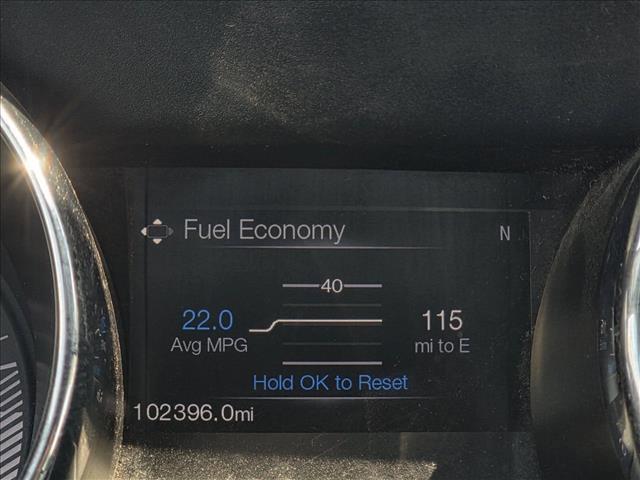 Fuel Economy N
40
22.0 115
Avg MPG mi to E
Hold OK to Reset
102396.0mi